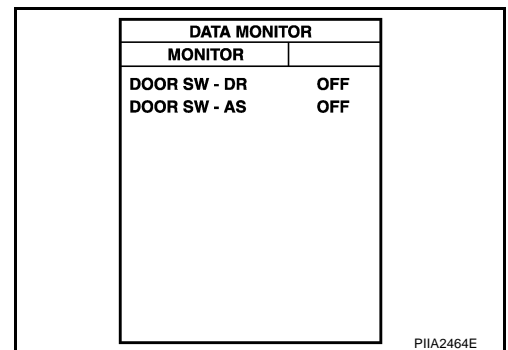 DATA MONITOR
MONITOR
DOOR SW - DR OFF
DOOR SW - AS OFF
PIIA2464E